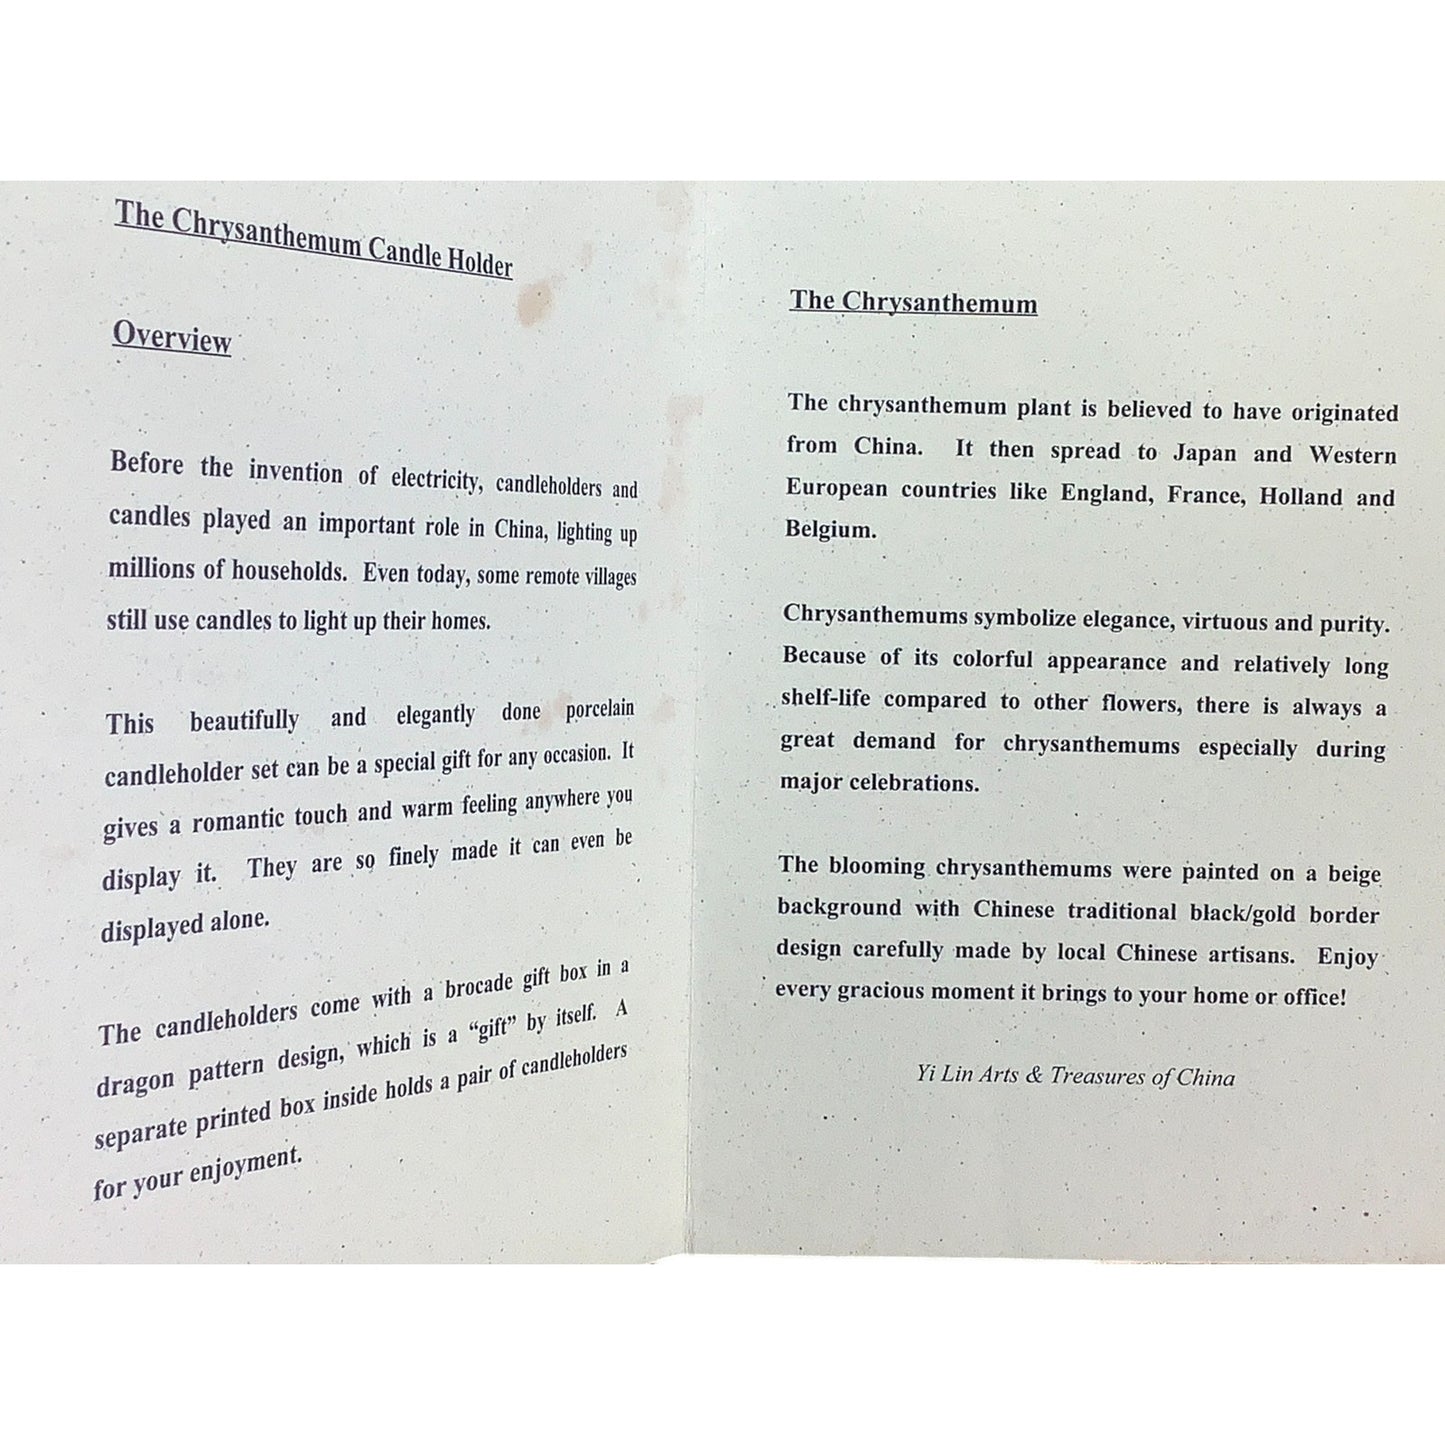 The Chrysanthemum Candle Holder
Overview
Before the invention of electricity, candleholders and
candles played an important role in China, lighting up
millions of households. Even today, some remote villages
still use candles to light up their homes.
This beautifully and elegantly done porcelain
candleholder set can be a special gift for any occasion. It
gives a romantic touch and warm feeling anywhere you
display it. They are so finely made it can even be
displayed alone.
The candleholders come with a brocade gift box in a
dragon pattern design, which is a “gift” by itself. A
separate printed box inside holds a pair of candleholders
for your enjoyment.
The Chrysanthemum
The chrysanthemum plant is believed to have originated
from China. It then spread to Japan and Western
European countries like England, France, Holland and
Belgium.
Chrysanthemums symbolize elegance, virtuous and purity.
Because of its colorful appearance and relatively long
shelf-life compared to other flowers, there is always a
great demand for chrysanthemums especially during
major celebrations.
The blooming chrysanthemums were painted on a beige
background with Chinese traditional black/gold border
design carefully made by local Chinese artisans. Enjoy
every gracious moment it brings to your home or office!
Yi Lin Arts & Treasures of China